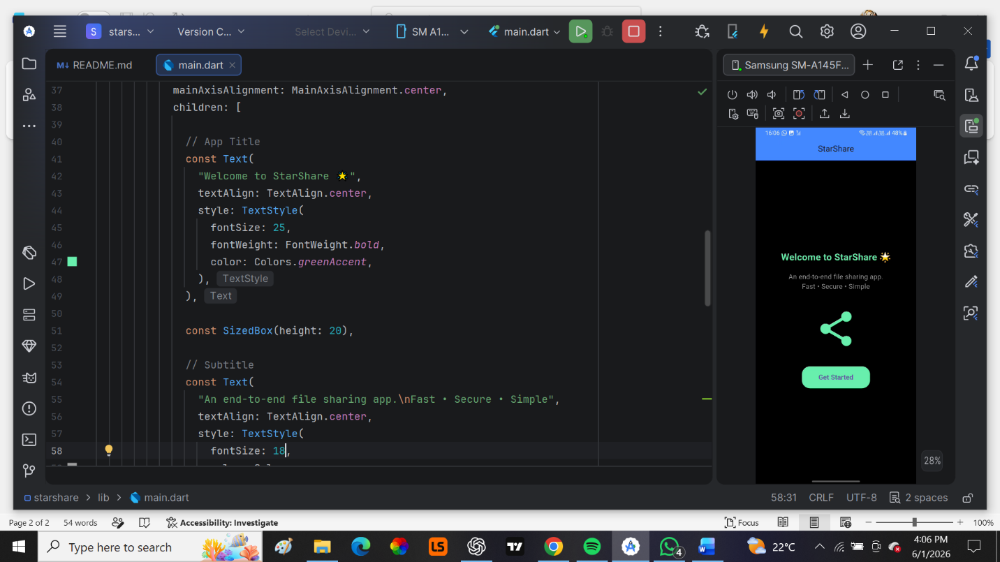 S stars... Version C... Select Devi... SM A1... main.dart
M↓ README.md main.dart
Samsung SM-A145F...
37 mainAxisAlignment: MainAxisAlignment.center,
38 children: [
39
40 // App Title
41 const Text(
42 "Welcome to StarShare 🌟",
43 textAlign: TextAlign.center,
44 style: TextStyle(
45 fontSize: 25,
46 fontWeight: FontWeight.bold,
47 color: Colors.greenAccent,
48 ), TextStyle
49 ), Text
50
51 const SizedBox(height: 20),
52
53 // Subtitle
54 const Text(
55 "An end-to-end file sharing app.\nFast • Secure • Simple",
56 textAlign: TextAlign.center,
57 style: TextStyle(
58 fontSize: 18,
16:06 48%
StarShare
Welcome to StarShare 🌟
An end-to-end file sharing app.
Fast • Secure • Simple
Get Started
28%
starshare > lib > main.dart
58:31 CRLF UTF-8 2 spaces
Page 2 of 2 54 words Accessibility: Investigate Focus 100%
Type here to search
LS
4
22°C
4:06 PM
6/1/2026